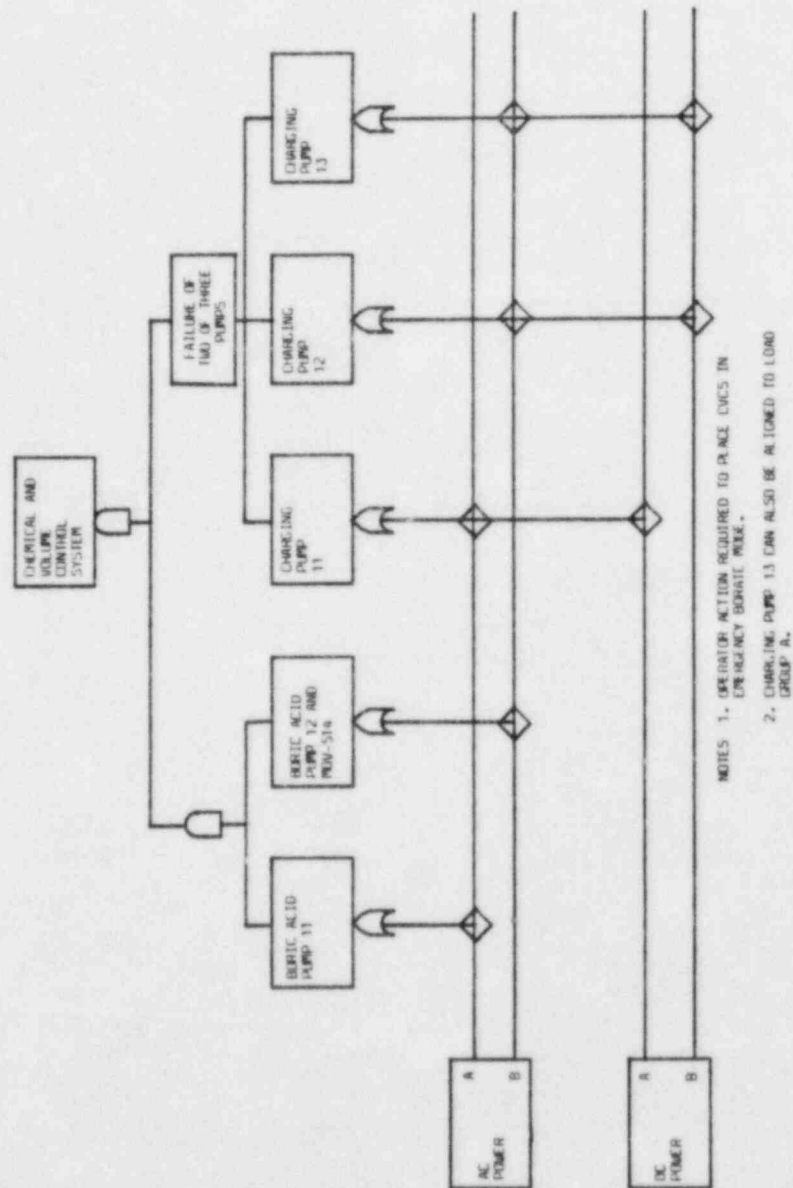 CHEMICAL AND
VOLUME
CONTROL
SYSTEM
FAILURE OF
TWO OF THREE
PUMPS
BORIC ACID
PUMP 11
BORIC ACID
PUMP 12 AND
MOV-514
CHARGING
PUMP
11
CHARGING
PUMP
12
CHARGING
PUMP
13
AC
POWER
A
B
DC
POWER
A
B
NOTES 1. OPERATOR ACTION REQUIRED TO PLACE CVCS IN
EMERGENCY BORATE MODE.
2. CHARGING PUMP 13 CAN ALSO BE ALIGNED TO LOAD
GROUP A.